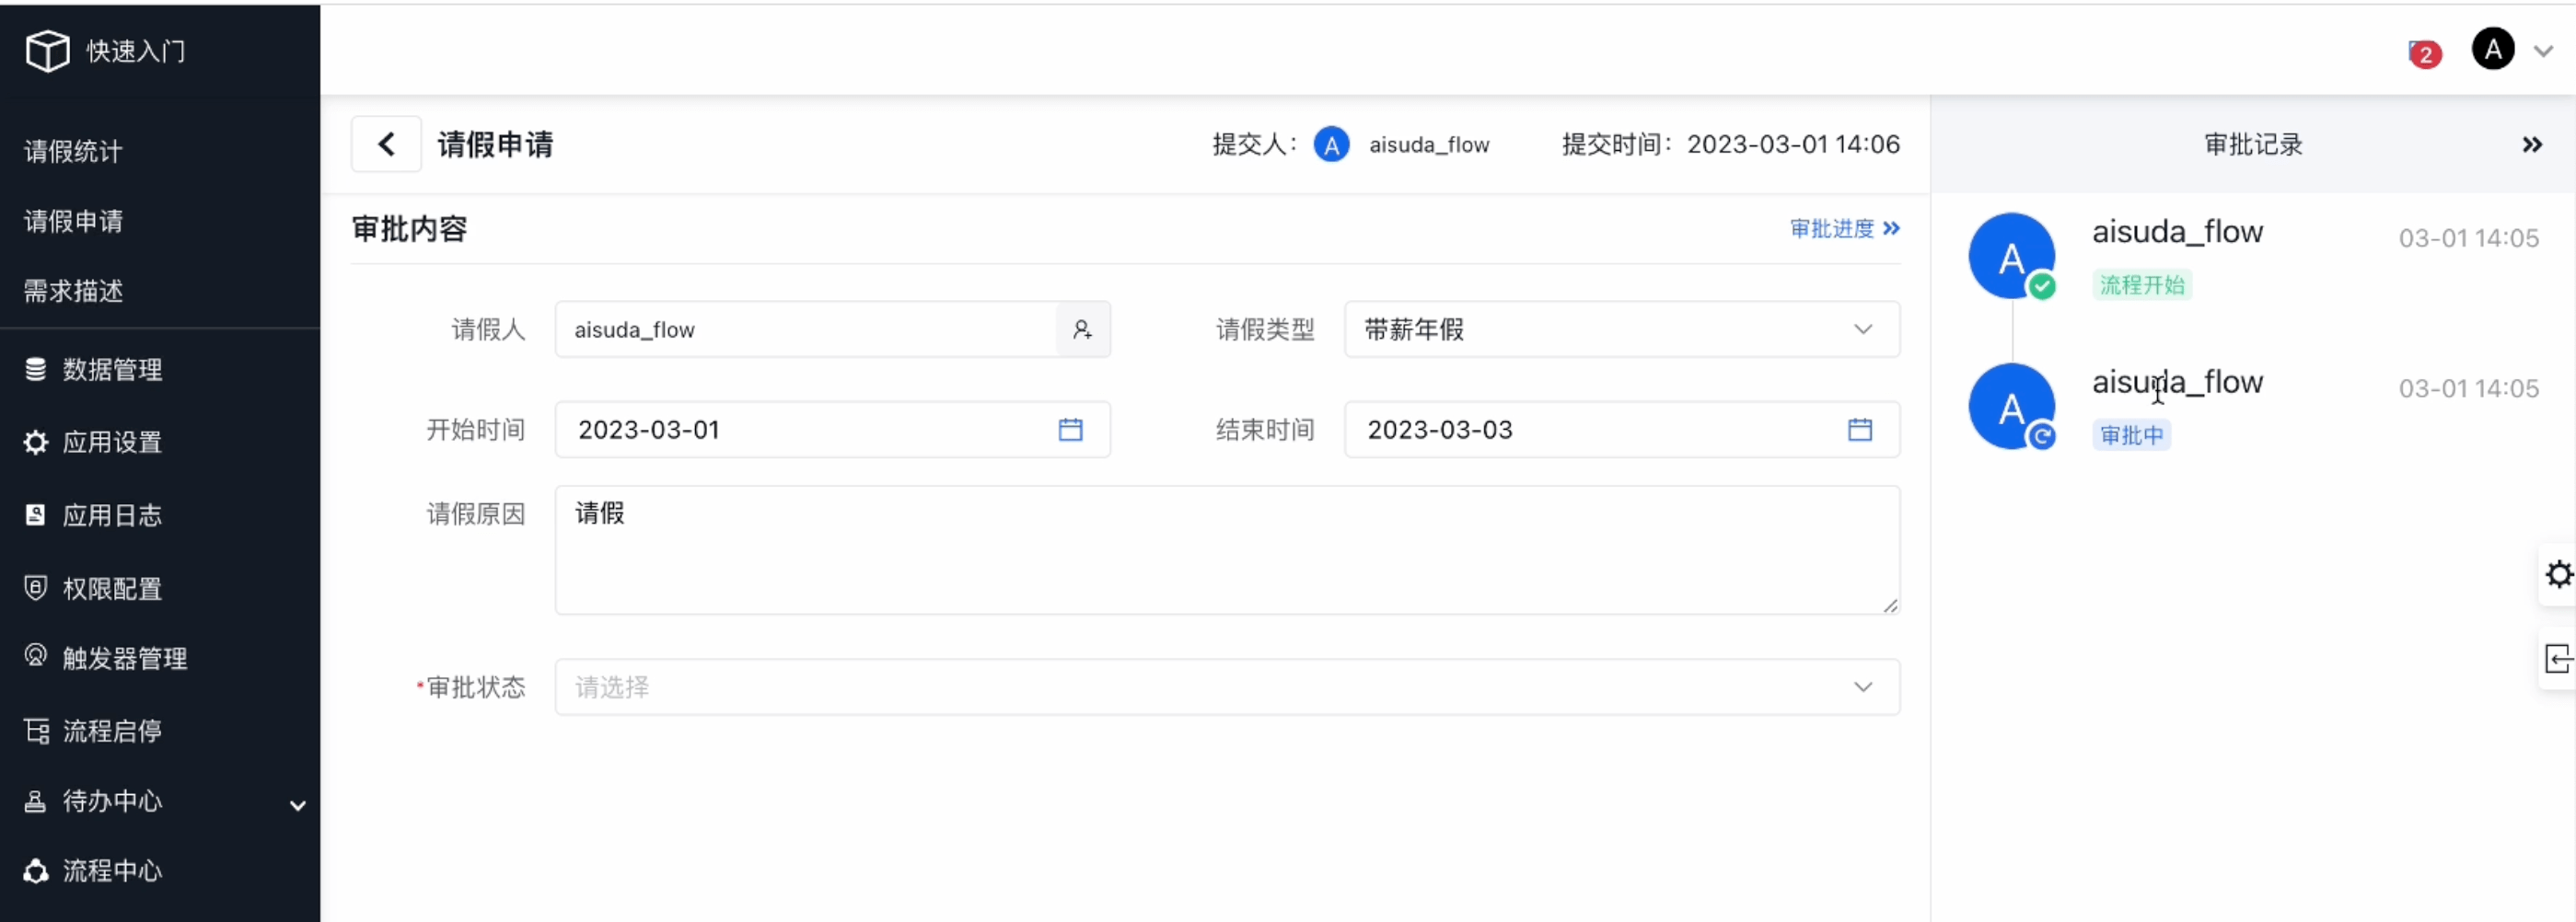 快速入门
2
A
请假统计
请假申请
需求描述
数据管理
应用设置
应用日志
权限配置
触发器管理
流程启停
待办中心
流程中心
请假申请
提交人： A aisuda_flow 提交时间： 2023-03-01 14:06
审批内容
审批进度
请假人 aisuda_flow 请假类型 带薪年假
开始时间 2023-03-01 结束时间 2023-03-03
请假原因 请假
*审批状态 请选择
审批记录
A aisuda_flow 03-01 14:05
流程开始
A aisuda_flow 03-01 14:05
审批中